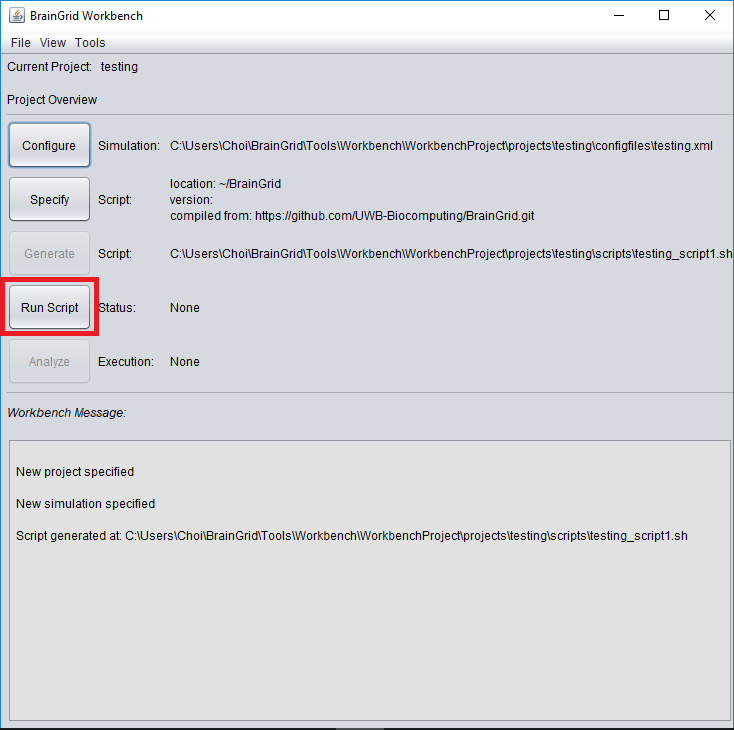 BrainGrid Workbench
File View Tools
Current Project: testing
Project Overview
Configure Simulation: C:\Users\Choi\BrainGrid\Tools\Workbench\WorkbenchProject\projects\testing\configfiles\testing.xml
location: ~/BrainGrid
Specify Script: version:
compiled from: https://github.com/UWB-Biocomputing/BrainGrid.git
Generate Script: C:\Users\Choi\BrainGrid\Tools\Workbench\WorkbenchProject\projects\testing\scripts\testing_script1.sh
Run Script Status: None
Analyze Execution: None
Workbench Message:
New project specified
New simulation specified
Script generated at: C:\Users\Choi\BrainGrid\Tools\Workbench\WorkbenchProject\projects\testing\scripts\testing_script1.sh